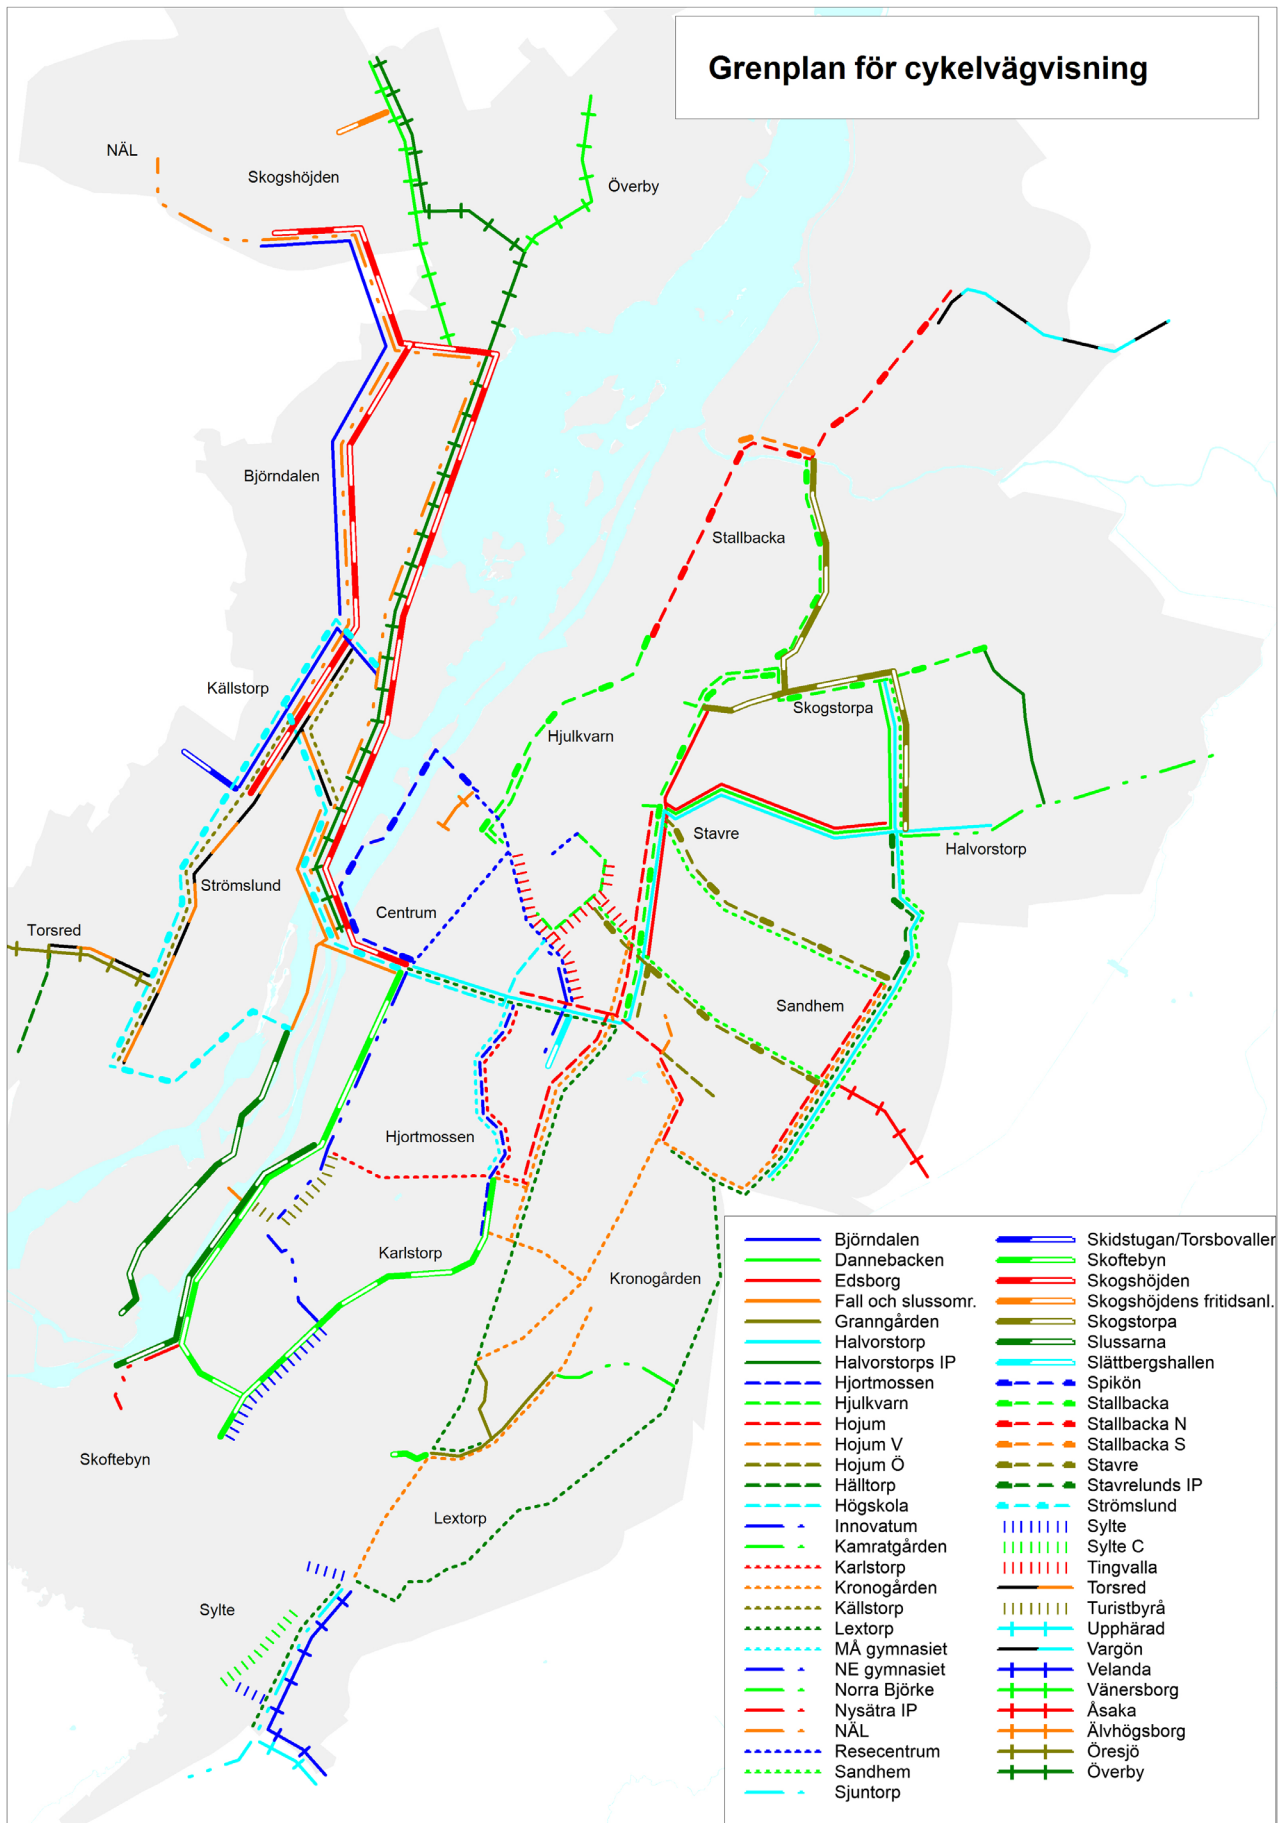 Grenplan för cykelvägvisning
NÄL
Skogshöjden
Överby
Björndalen
Stallbacka
Källstorp
Skogstorpa
Hjulkvarn
Stavre
Halvorstorp
Strömslund
Centrum
Torsred
Sandhem
Hjortmossen
Karlstorp
Kronogården
Skoftebyn
Lextorp
Sylte
Björndalen
Dannebacken
Edsborg
Fall och slussomr.
Granngården
Halvorstorp
Halvorstorps IP
Hjortmossen
Hjulkvarn
Hojum
Hojum V
Hojum Ö
Hälltorp
Högskola
Innovatum
Kamratgården
Karlstorp
Kronogården
Källstorp
Lextorp
MÅ gymnasiet
NE gymnasiet
Norra Björke
Nysätra IP
NÄL
Resecentrum
Sandhem
Sjuntorp
Skidstugan/Torsbovaller
Skoftebyn
Skogshöjden
Skogshöjdens fritidsanl.
Skogstorpa
Slussarna
Slättbergshallen
Spikön
Stallbacka
Stallbacka N
Stallbacka S
Stavre
Stavrelunds IP
Strömslund
Sylte
Sylte C
Tingvalla
Torsred
Turistbyrå
Upphärad
Vargön
Velanda
Vänersborg
Åsaka
Älvhögsborg
Öresjö
Överby